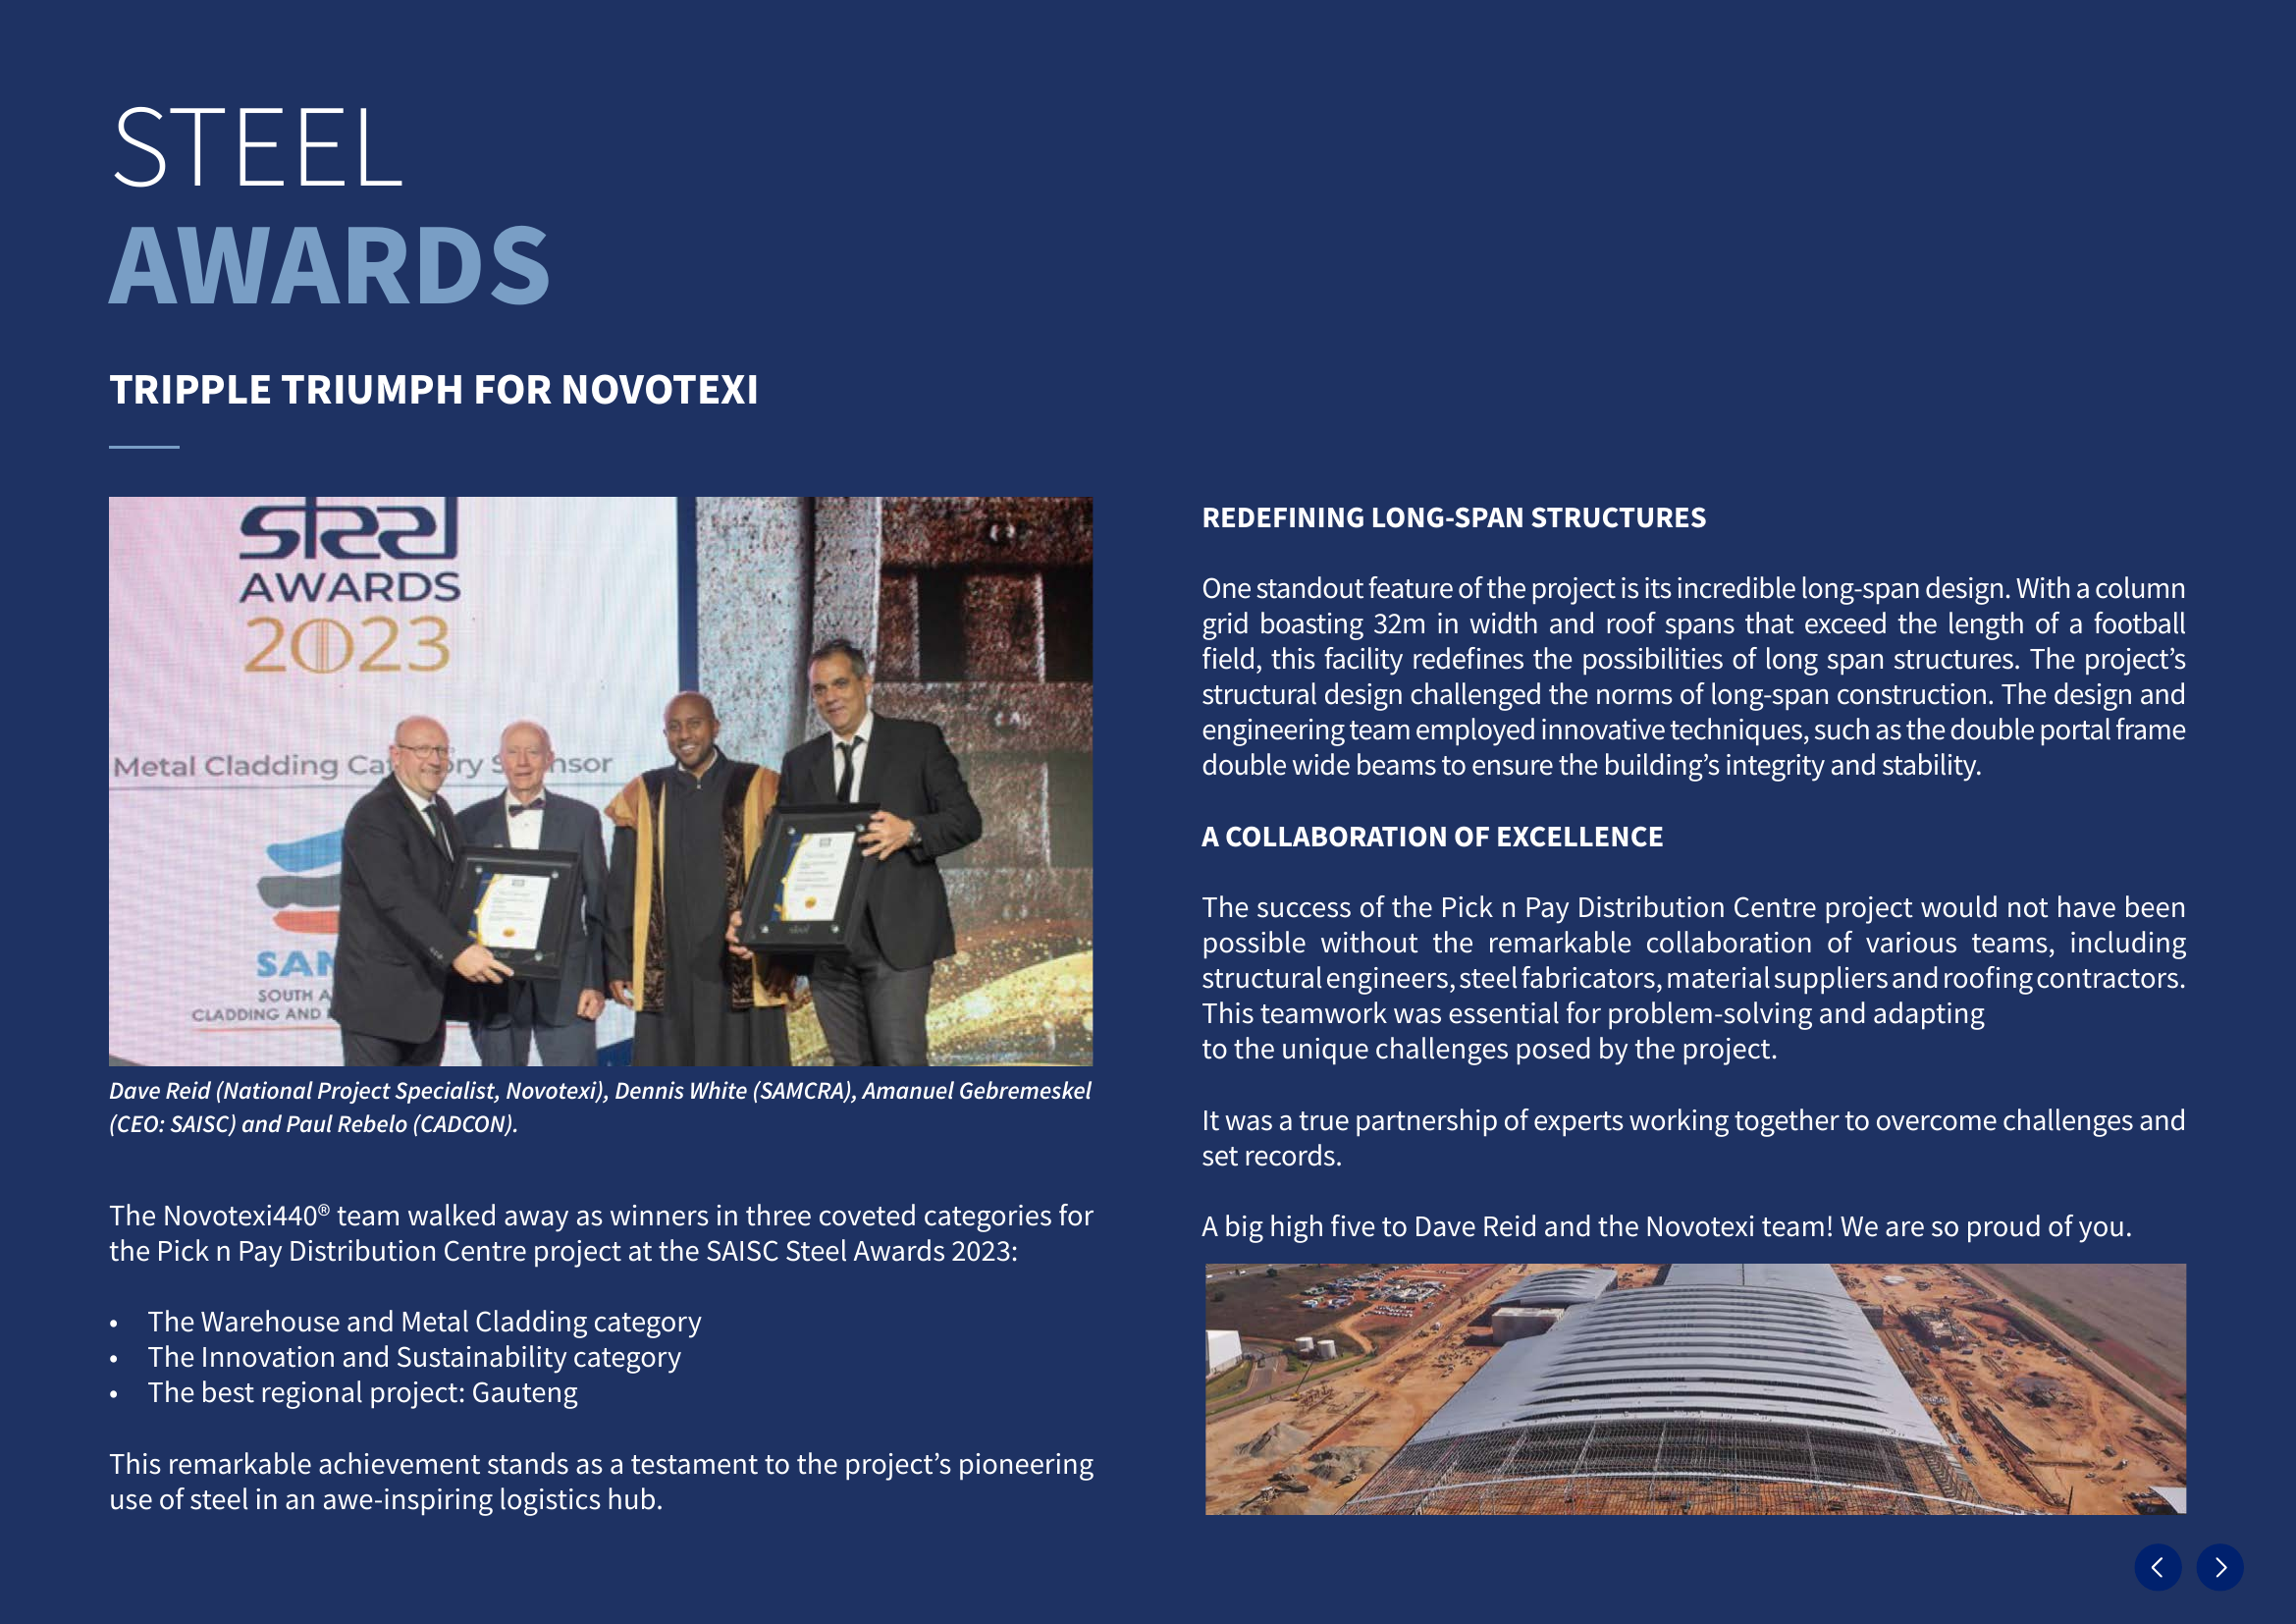 STEEL
AWARDS
TRIPPLE TRIUMPH FOR NOVOTEXI
steel
AWARDS
2023
Metal Cladding
SOUTH
CLADDING AND
Dave Reid (National Project Specialist, Novotexi), Dennis White (SAMCRA), Amanuel Gebremeskel
(CEO: SAISC) and Paul Rebelo (CADCON).
The Novotexi440® team walked away as winners in three coveted categories for
the Pick n Pay Distribution Centre project at the SAISC Steel Awards 2023:
• The Warehouse and Metal Cladding category
• The Innovation and Sustainability category
• The best regional project: Gauteng
This remarkable achievement stands as a testament to the project’s pioneering
use of steel in an awe-inspiring logistics hub.
REDEFINING LONG-SPAN STRUCTURES
One standout feature of the project is its incredible long-span design. With a column
grid boasting 32m in width and roof spans that exceed the length of a football
field, this facility redefines the possibilities of long span structures. The project’s
structural design challenged the norms of long-span construction. The design and
engineering team employed innovative techniques, such as the double portal frame
double wide beams to ensure the building’s integrity and stability.
A COLLABORATION OF EXCELLENCE
The success of the Pick n Pay Distribution Centre project would not have been
possible without the remarkable collaboration of various teams, including
structural engineers, steel fabricators, material suppliers and roofing contractors.
This teamwork was essential for problem-solving and adapting
to the unique challenges posed by the project.
It was a true partnership of experts working together to overcome challenges and
set records.
A big high five to Dave Reid and the Novotexi team! We are so proud of you.